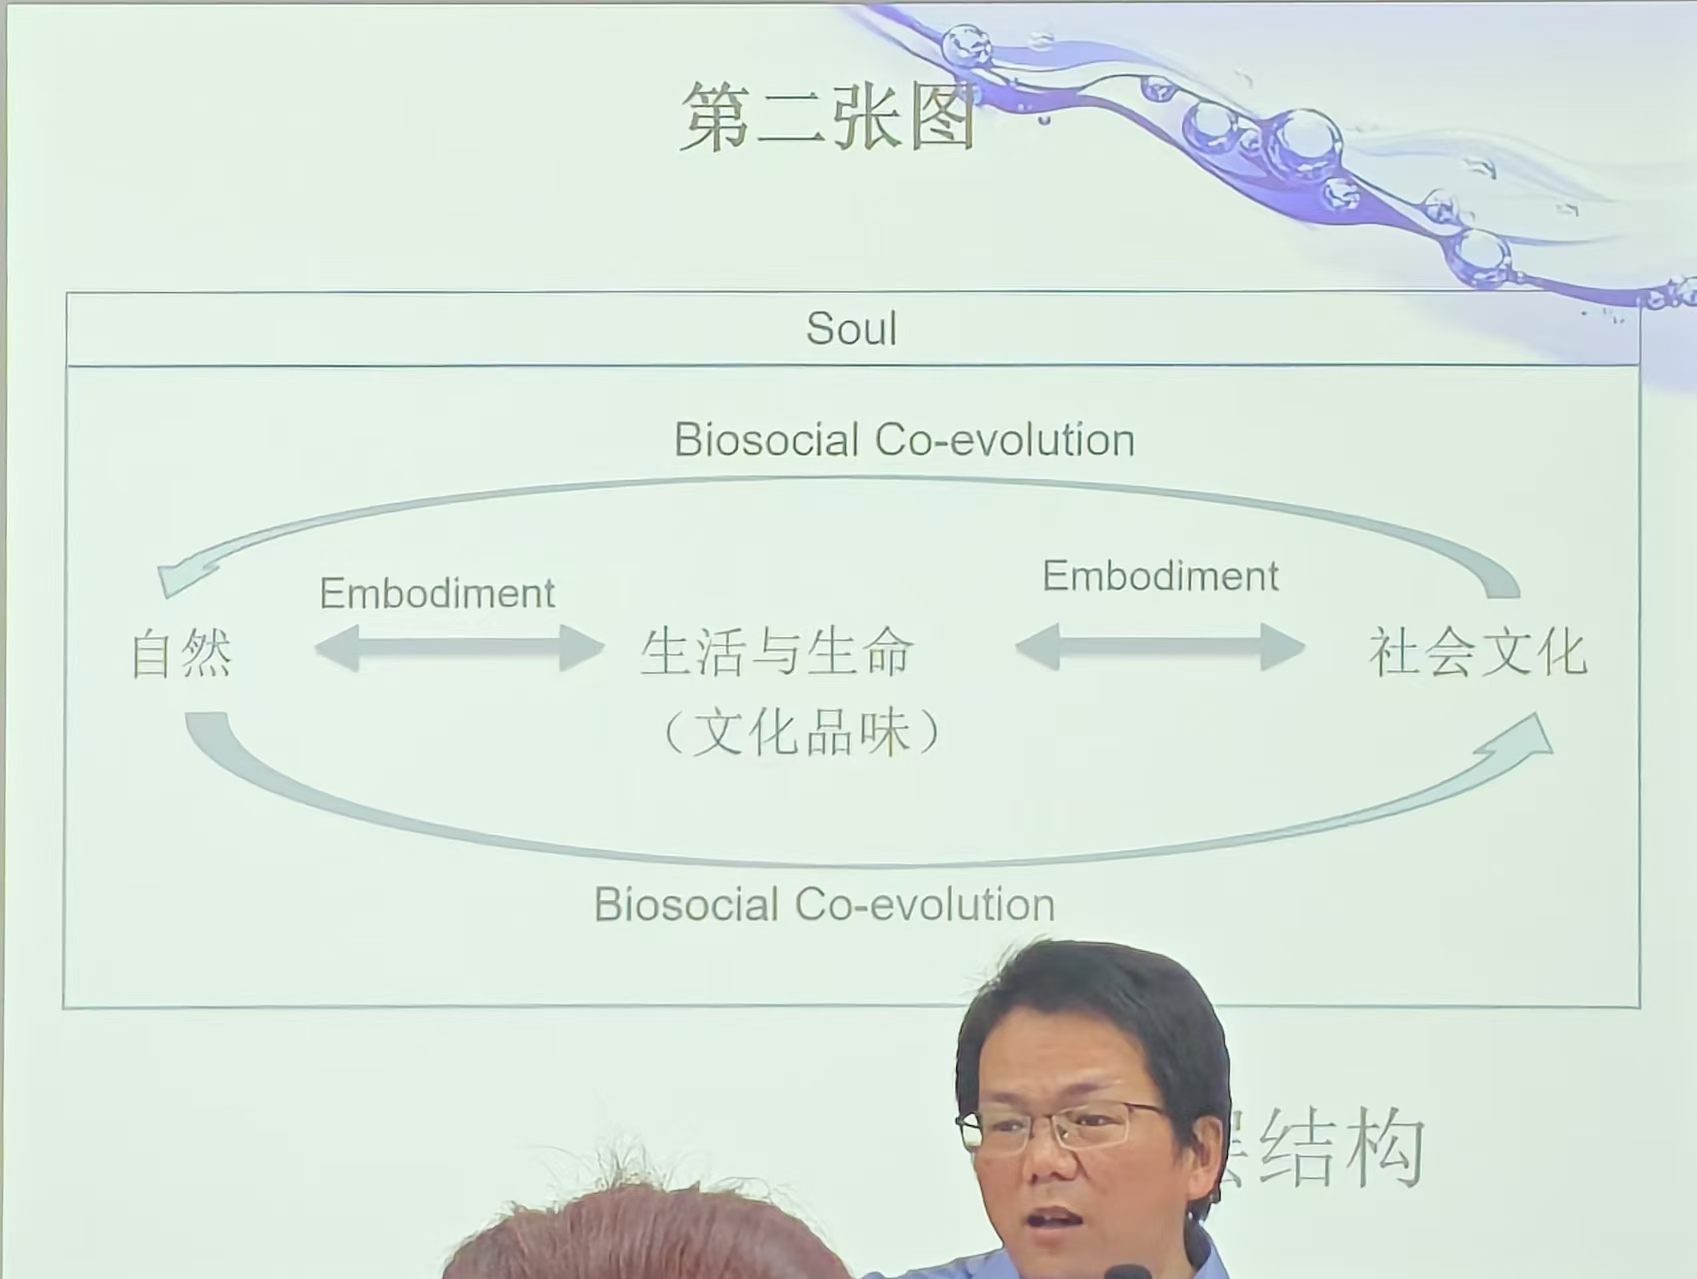 第二张图
Soul
Biosocial Co-evolution
Embodiment
Embodiment
自然
生活与生命
社会文化
（文化品味）
Biosocial Co-evolution
结构